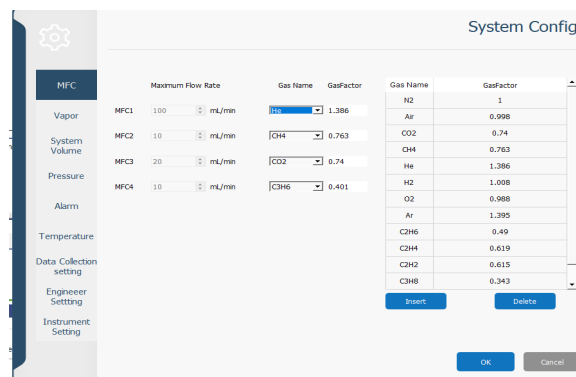 System Config
MFC
Vapor
System
Volume
Pressure
Alarm
Temperature
Data Collection
setting
Engineeer
Settting
Instrument
Setting
Maximum Flow Rate Gas Name GasFactor
MFC1 100 mL/min He 1.386
MFC2 10 mL/min CH4 0.763
MFC3 20 mL/min CO2 0.74
MFC4 10 mL/min C3H6 0.401
Gas Name GasFactor
N2 1
Air 0.998
CO2 0.74
CH4 0.763
He 1.386
H2 1.008
O2 0.988
Ar 1.395
C2H6 0.49
C2H4 0.619
C2H2 0.615
C3H8 0.343
Insert Delete
OK Cancel